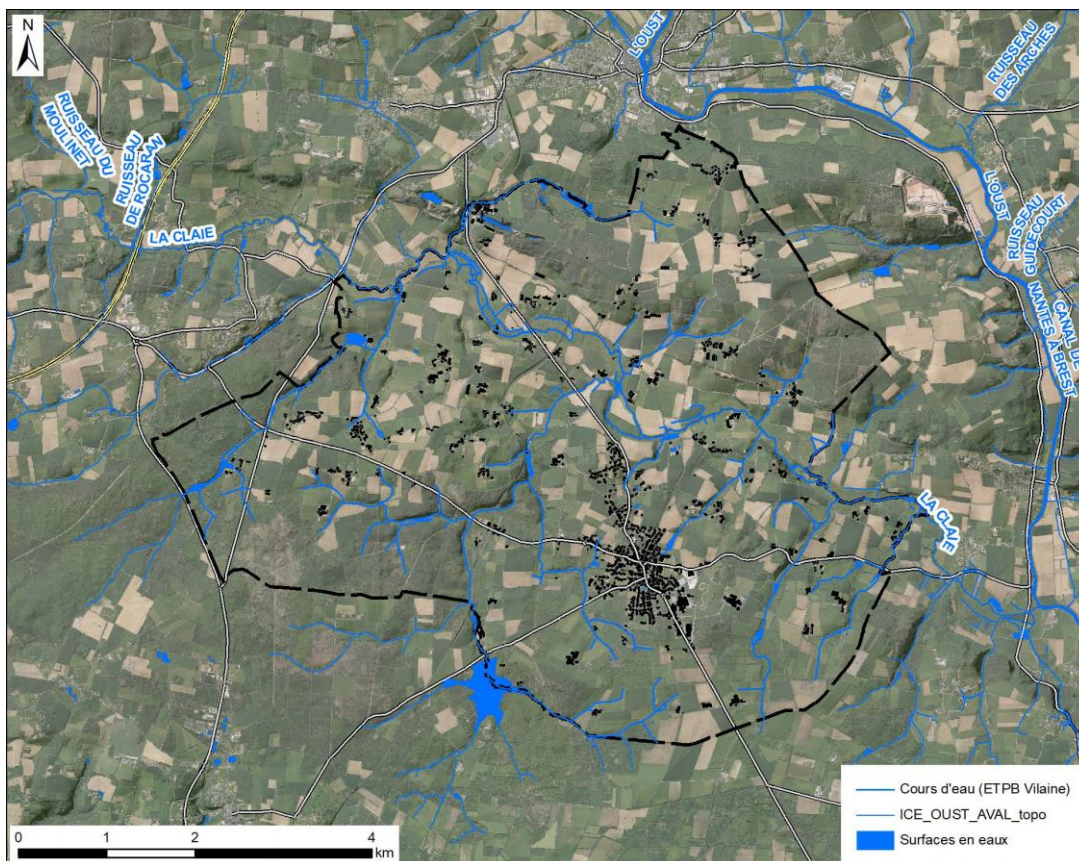 N
L'OUST
RUISSEAU
DES ARCHES
RUISSEAU DU
MOULINET
RUISSEAU
DE ROCARAN
LA CLAIE
L'OUST
RUISSEAU
GUIDECOURT
CANAL DE
NANTES À BREST
LA CLAIE
Cours d'eau (ETPB Vilaine)
ICE_OUST_AVAL_topo
Surfaces en eaux
0 1 2 4
km